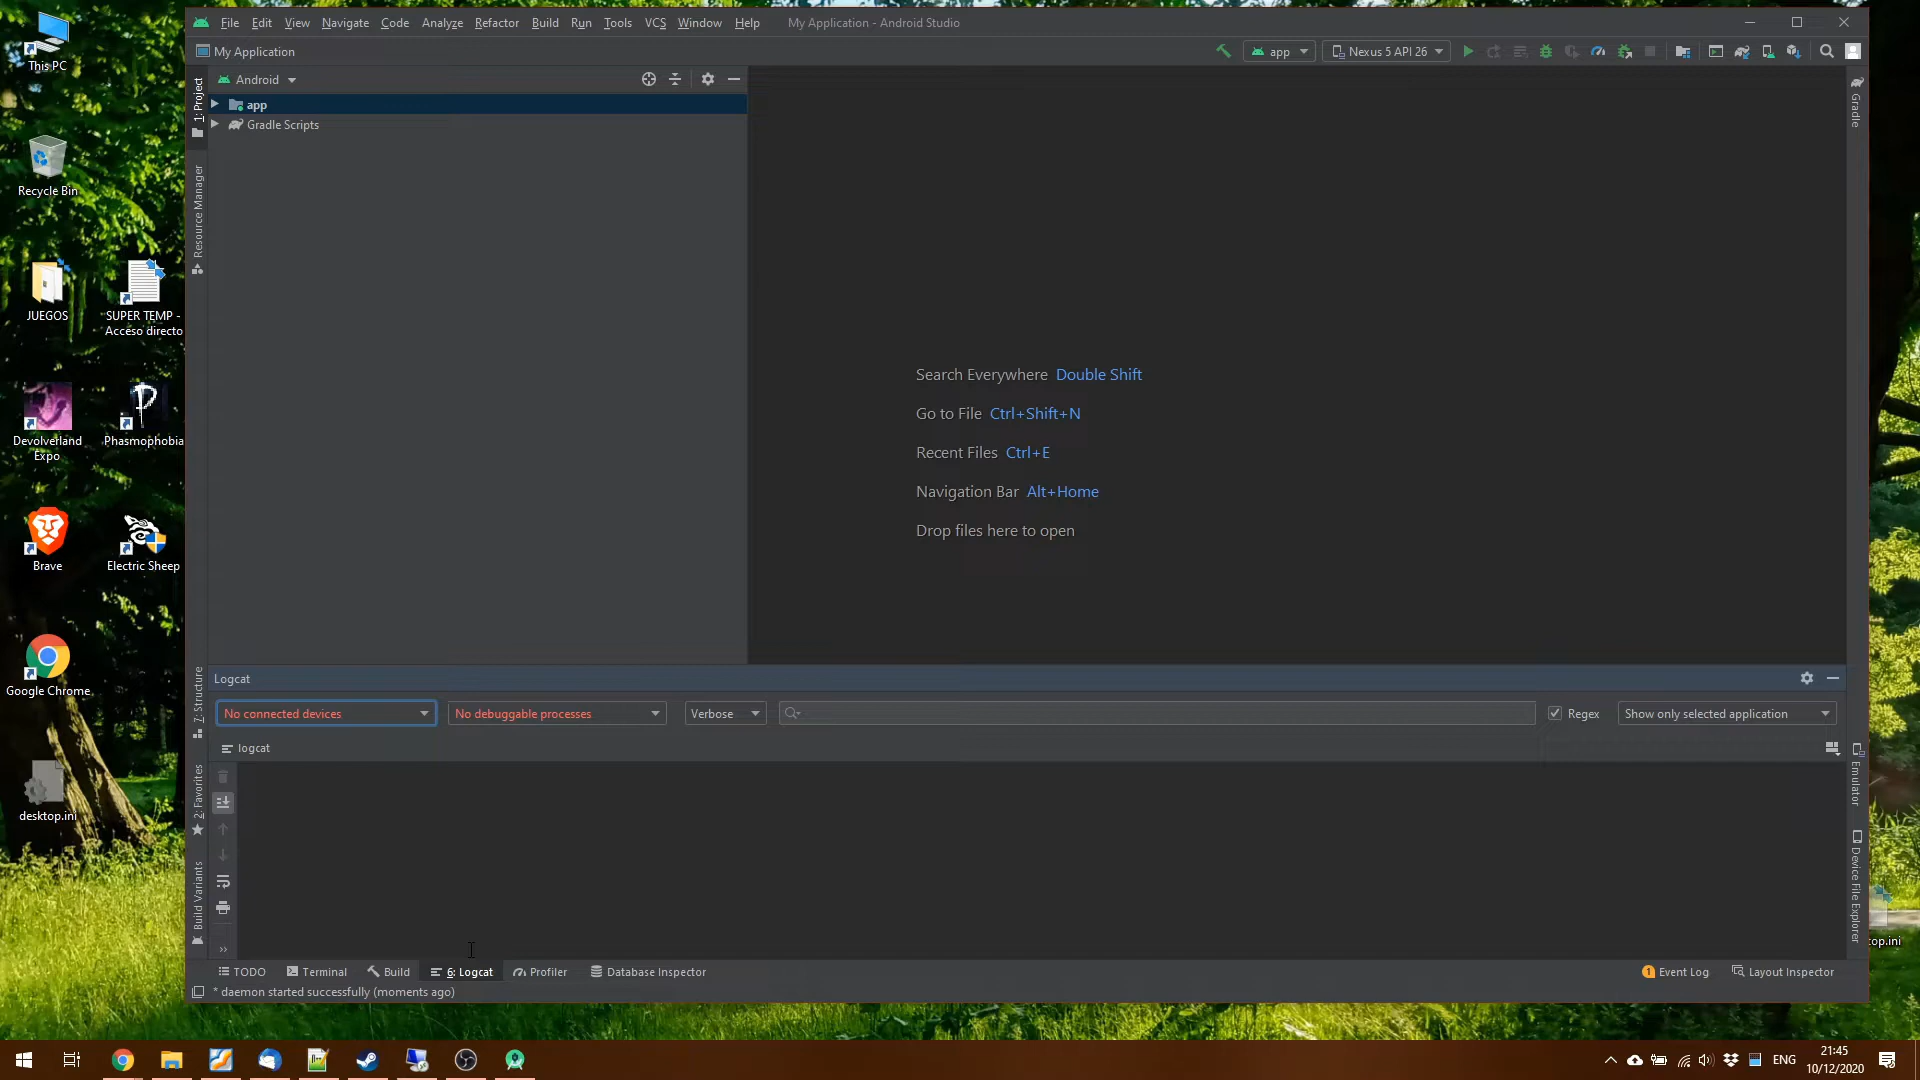 This PC
Recycle Bin
JUEGOS
SUPER TEMP -
Acceso directo
Devolverland
Expo
Phasmophobia
Brave
Electric Sheep
Google Chrome
desktop.ini
File Edit View Navigate Code Analyze Refactor Build Run Tools VCS Window Help My Application - Android Studio
My Application
app
Nexus 5 API 26
1: Project
Resource Manager
7: Structure
2: Favorites
Build Variants
Android
app
Gradle Scripts
Search Everywhere Double Shift
Go to File Ctrl+Shift+N
Recent Files Ctrl+E
Navigation Bar Alt+Home
Drop files here to open
Gradle
Emulator
Device File Explorer
Logcat
No connected devices
No debuggable processes
Verbose
Regex
Show only selected application
logcat
TODO
Terminal
Build
6: Logcat
Profiler
Database Inspector
1 Event Log
Layout Inspector
* daemon started successfully (moments ago)
top.ini
ENG
21:45
10/12/2020